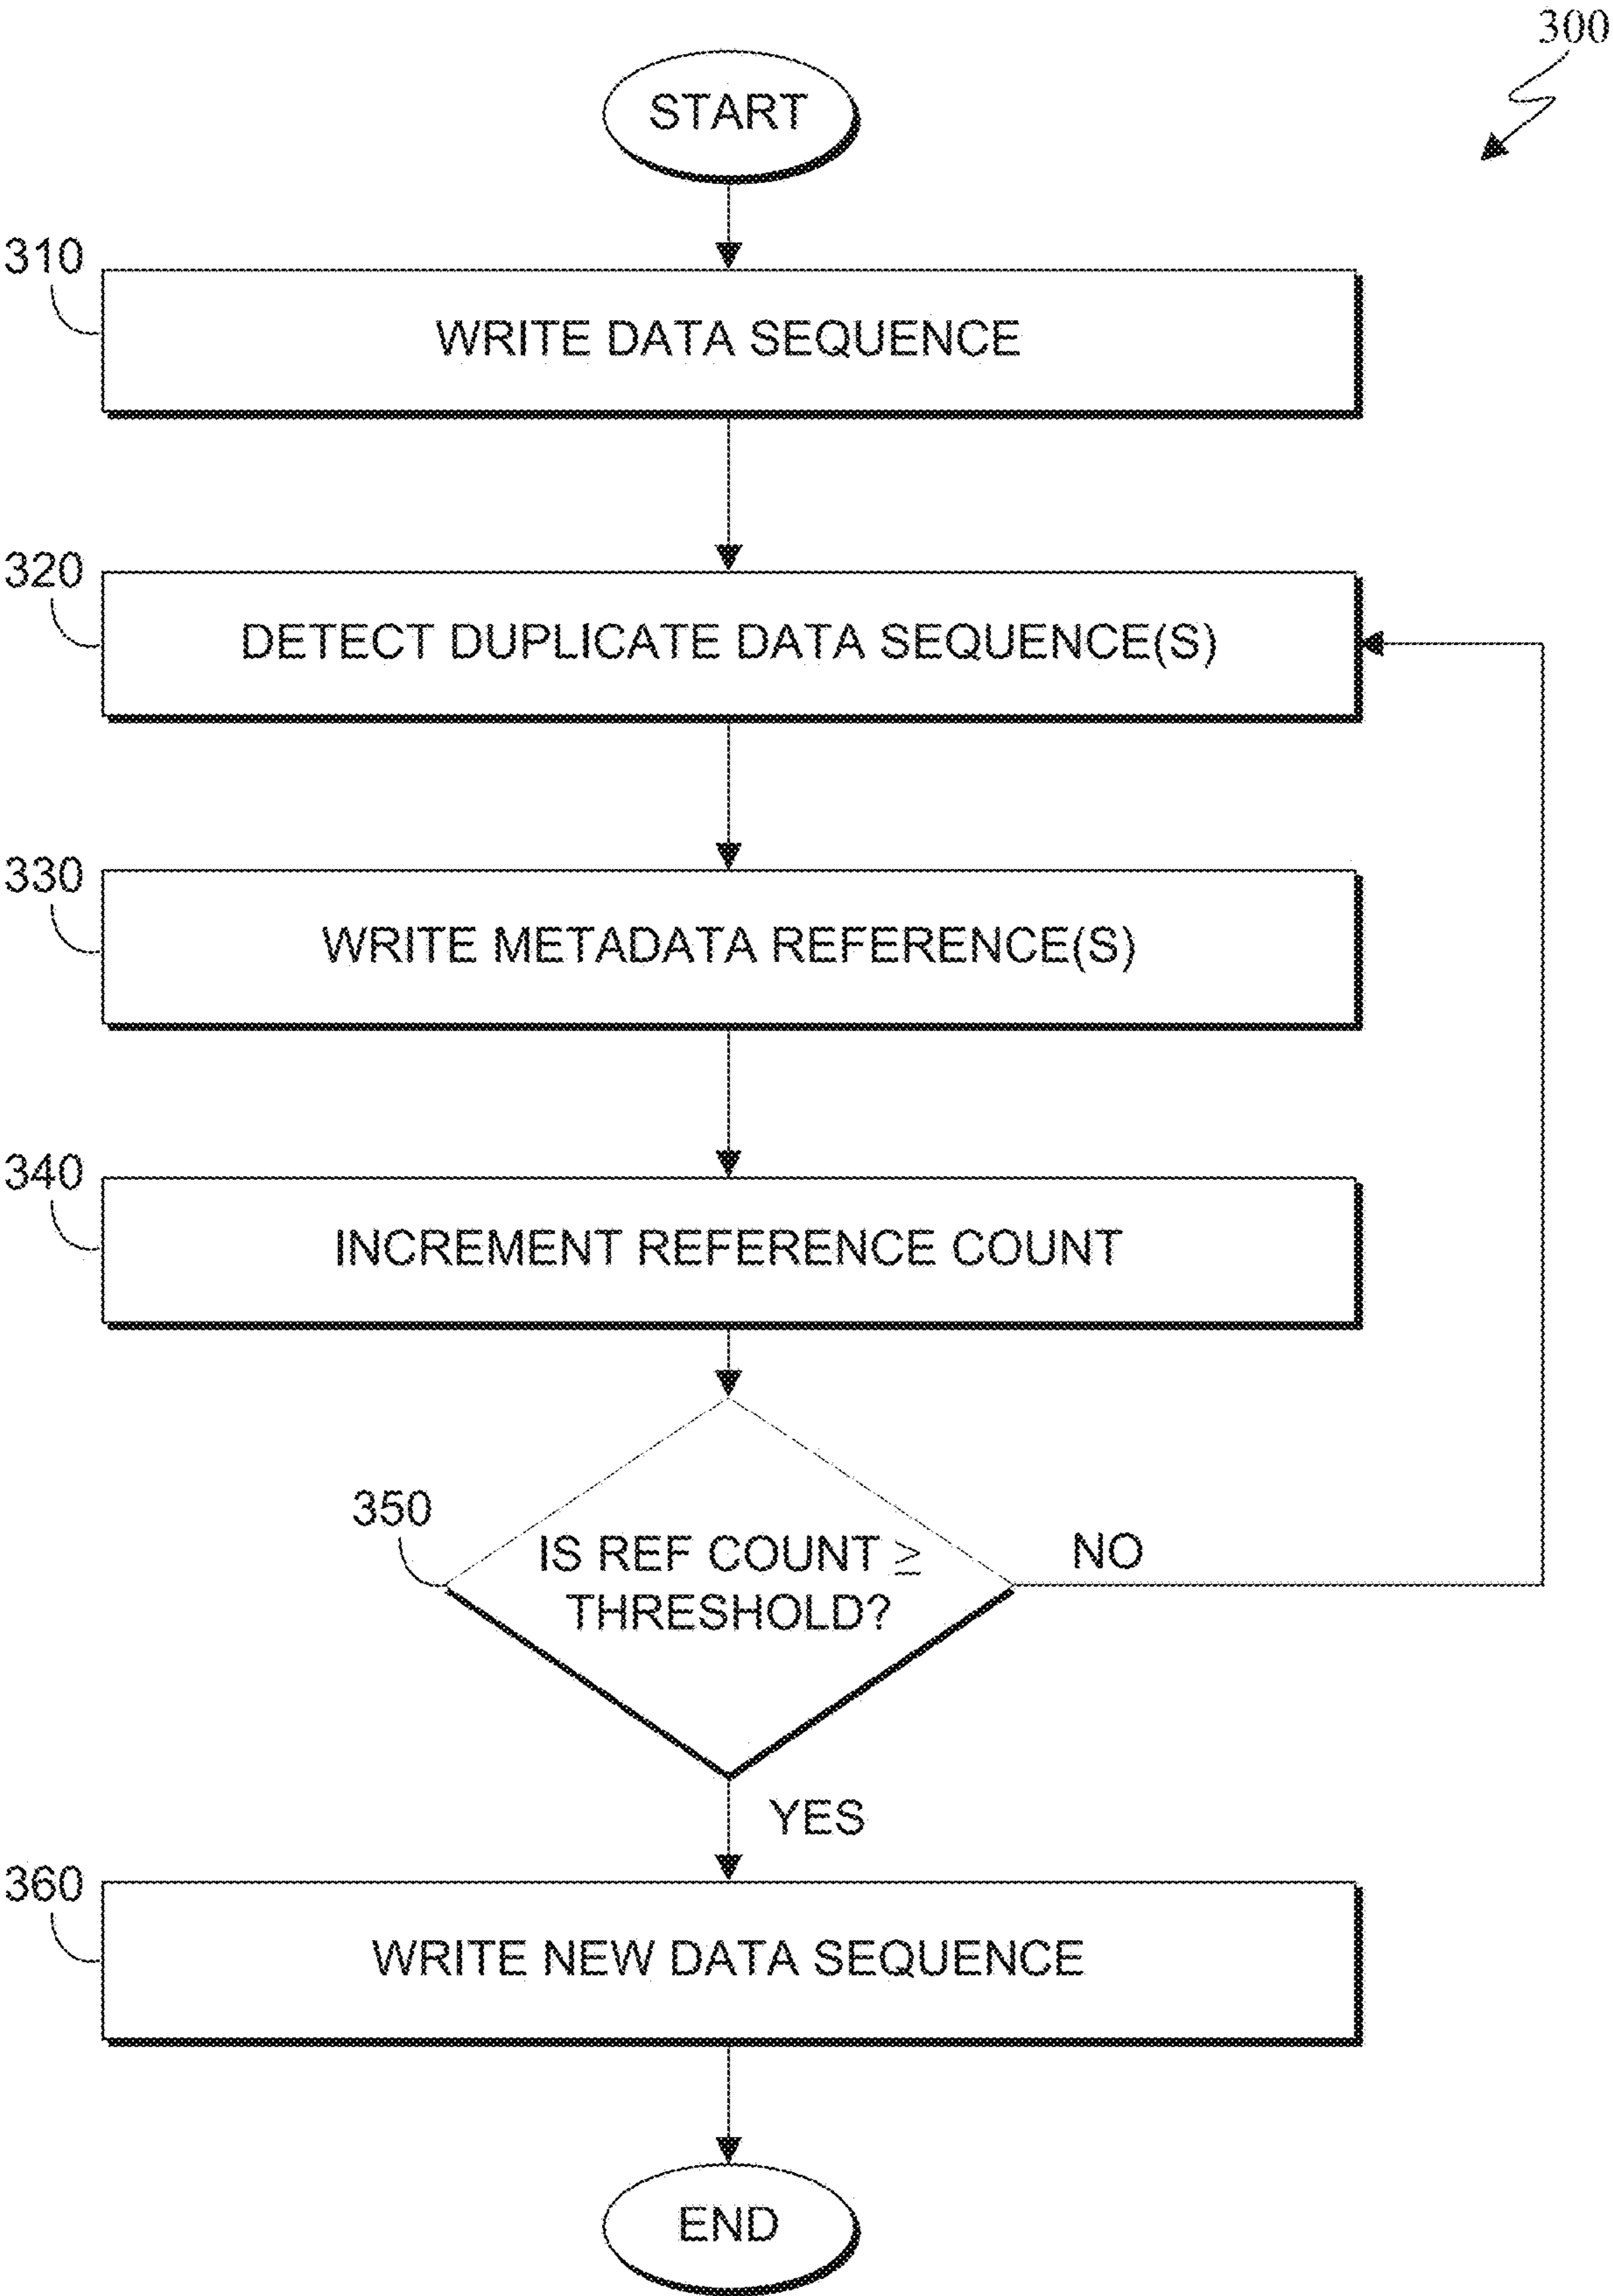 300
START
310
WRITE DATA SEQUENCE
320
DETECT DUPLICATE DATA SEQUENCE(S)
330
WRITE METADATA REFERENCE(S)
340
INCREMENT REFERENCE COUNT
350
IS REF COUNT ≥
THRESHOLD?
NO
YES
360
WRITE NEW DATA SEQUENCE
END